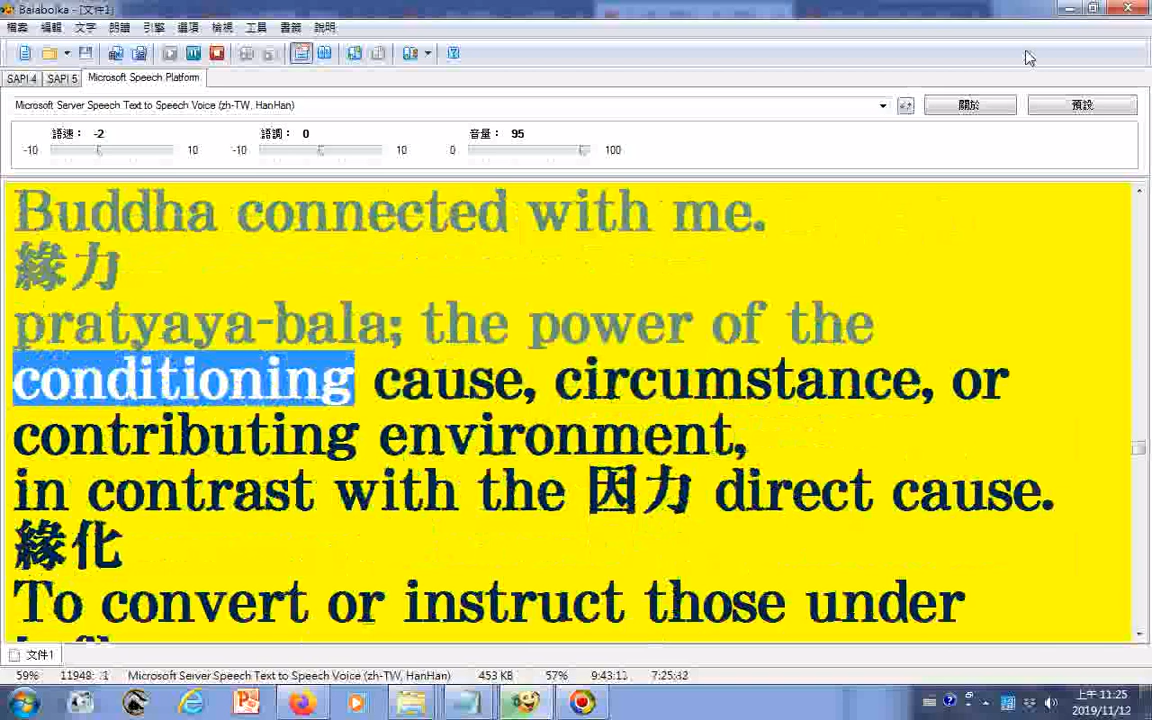 Balabolka - [文件1]
檔案 編輯 文字 朗讀 引擎 選項 檢視 工具 書籤 說明
SAPI 4 SAPI 5 Microsoft Speech Platform
Microsoft Server Speech Text to Speech Voice (zh-TW, HanHan) 關於 預設
語速： -2 語調： 0 音量： 95
-10 10 -10 10 0 100
Buddha connected with me.
緣力
pratyaya-bala; the power of the
conditioning cause, circumstance, or
contributing environment,
in contrast with the 因力 direct cause.
緣化
To convert or instruct those under
文件1
59% 11948: 1 Microsoft Server Speech Text to Speech Voice (zh-TW, HanHan) 453 KB 57% 9:43:11 7:25:42
上午 11:25
2019/11/12